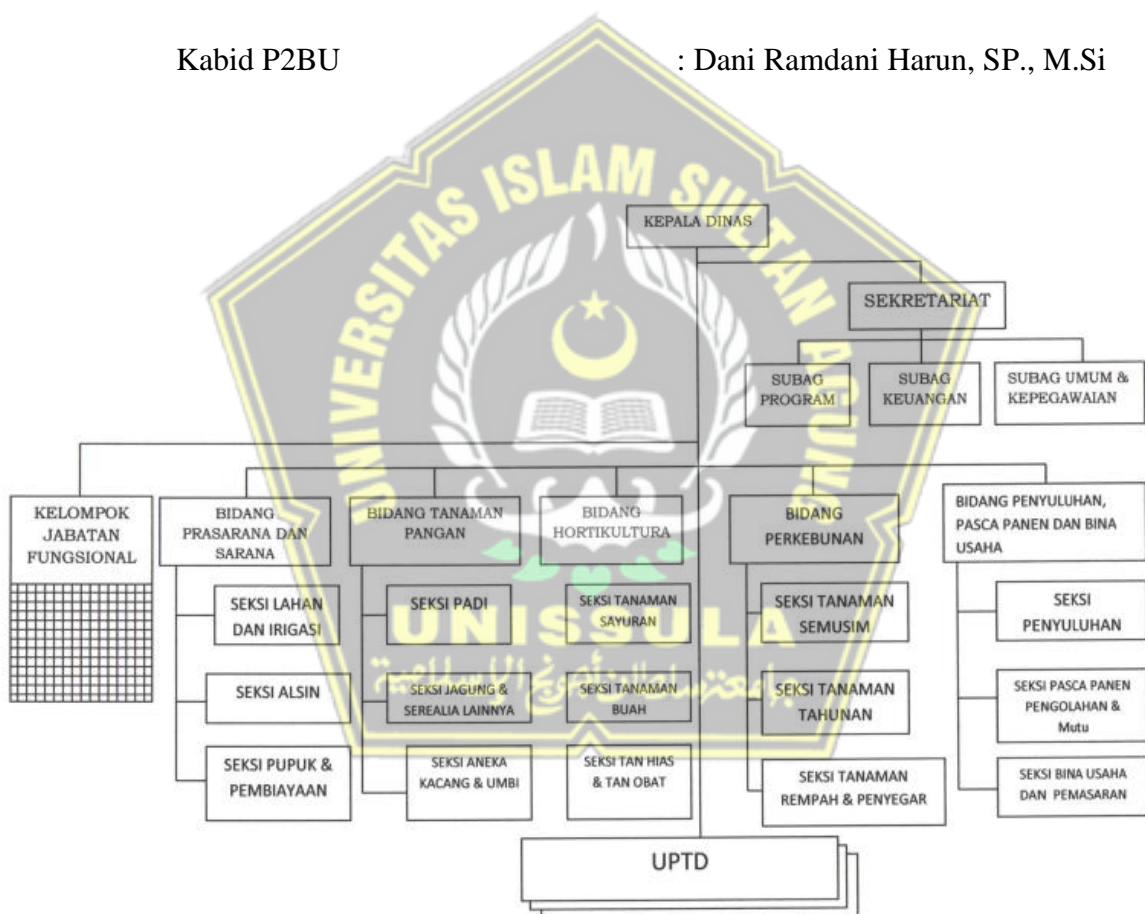 Kabid P2BU : Dani Ramdani Harun, SP., M.Si
UNIVERSITAS ISLAM SULTAN AGUNG
KEPALA DINAS
SEKRETARIAT
SUBAG
PROGRAM
SUBAG
KEUANGAN
SUBAG UMUM &
KEPEGAWAIAN
KELOMPOK
JABATAN
FUNGSIONAL
BIDANG
PRASARANA DAN
SARANA
SEKSI LAHAN
DAN IRIGASI
SEKSI ALSIN
SEKSI PUPUK &
PEMBIAYAAN
BIDANG TANAMAN
PANGAN
SEKSI PADI
SEKSI JAGUNG &
SEREALIA LAINNYA
SEKSI ANEKA
KACANG & UMBI
BIDANG
HORTIKULTURA
SEKSI TANAMAN
SAYURAN
SEKSI TANAMAN
BUAH
SEKSI TAN HIAS
& TAN OBAT
BIDANG
PERKEBUNAN
SEKSI TANAMAN
SEMUSIM
SEKSI TANAMAN
TAHUNAN
SEKSI TANAMAN
REMPAH & PENYEGAR
BIDANG PENYULUHAN,
PASCA PANEN DAN BINA
USAHA
SEKSI
PENYULUHAN
SEKSI PASCA PANEN
PENGOLAHAN &
Mutu
SEKSI BINA USAHA
DAN PEMASARAN
UNISSULA
UPTD